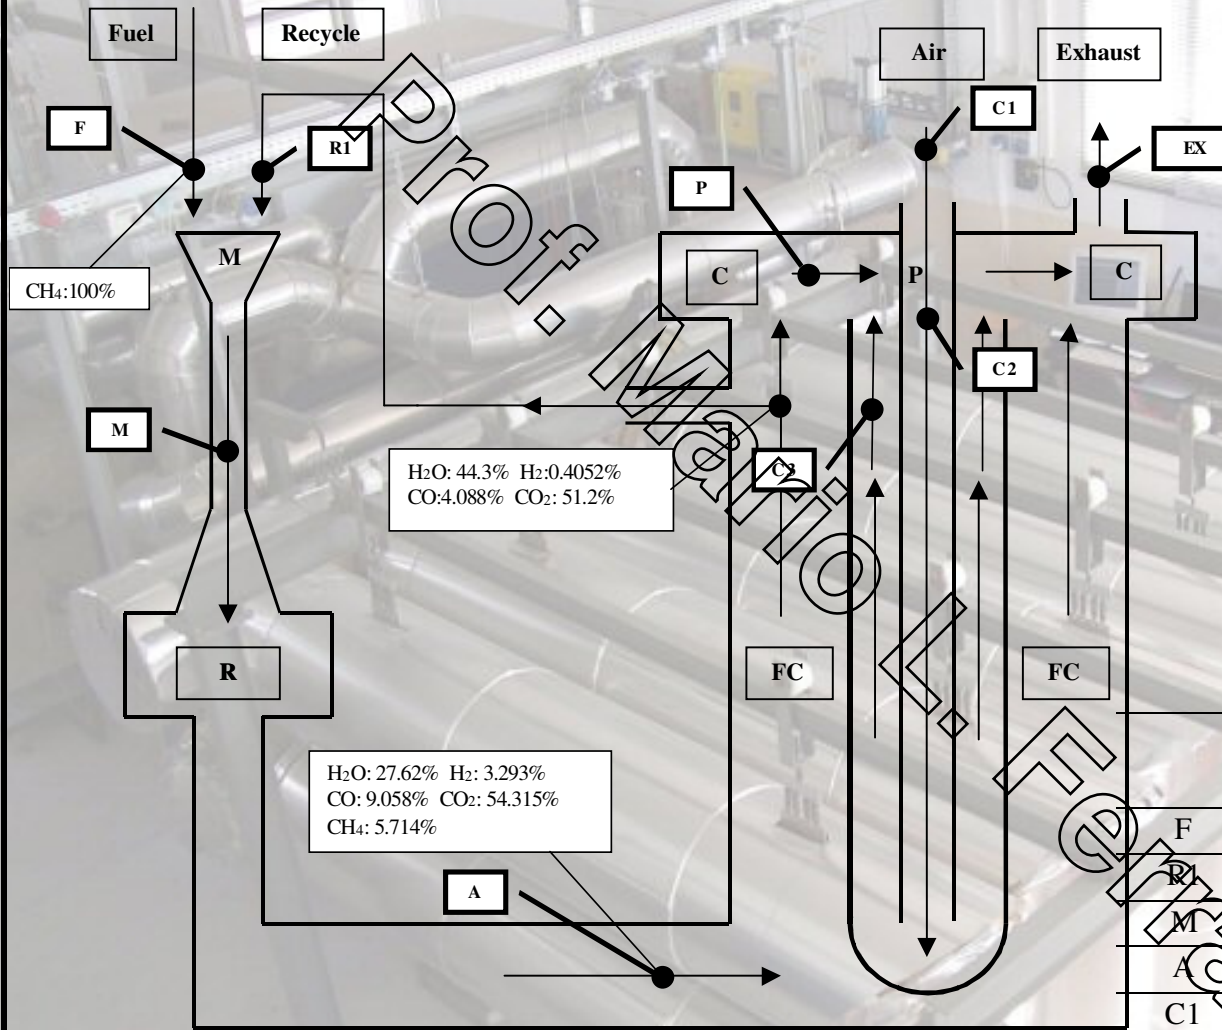 Fuel
Recycle
Air
Exhaust
F
R1
C1
EX
P
M
CH4:100%
C
P
C
C2
M
C3
H2O: 44.3% H2:0.4052%
CO:4.088% CO2: 51.2%
R
FC
FC
H2O: 27.62% H2: 3.293%
CO: 9.058% CO2: 54.315%
CH4: 5.714%
A
F
R1
M
A
C1
Prof. Mario L. Ferrar